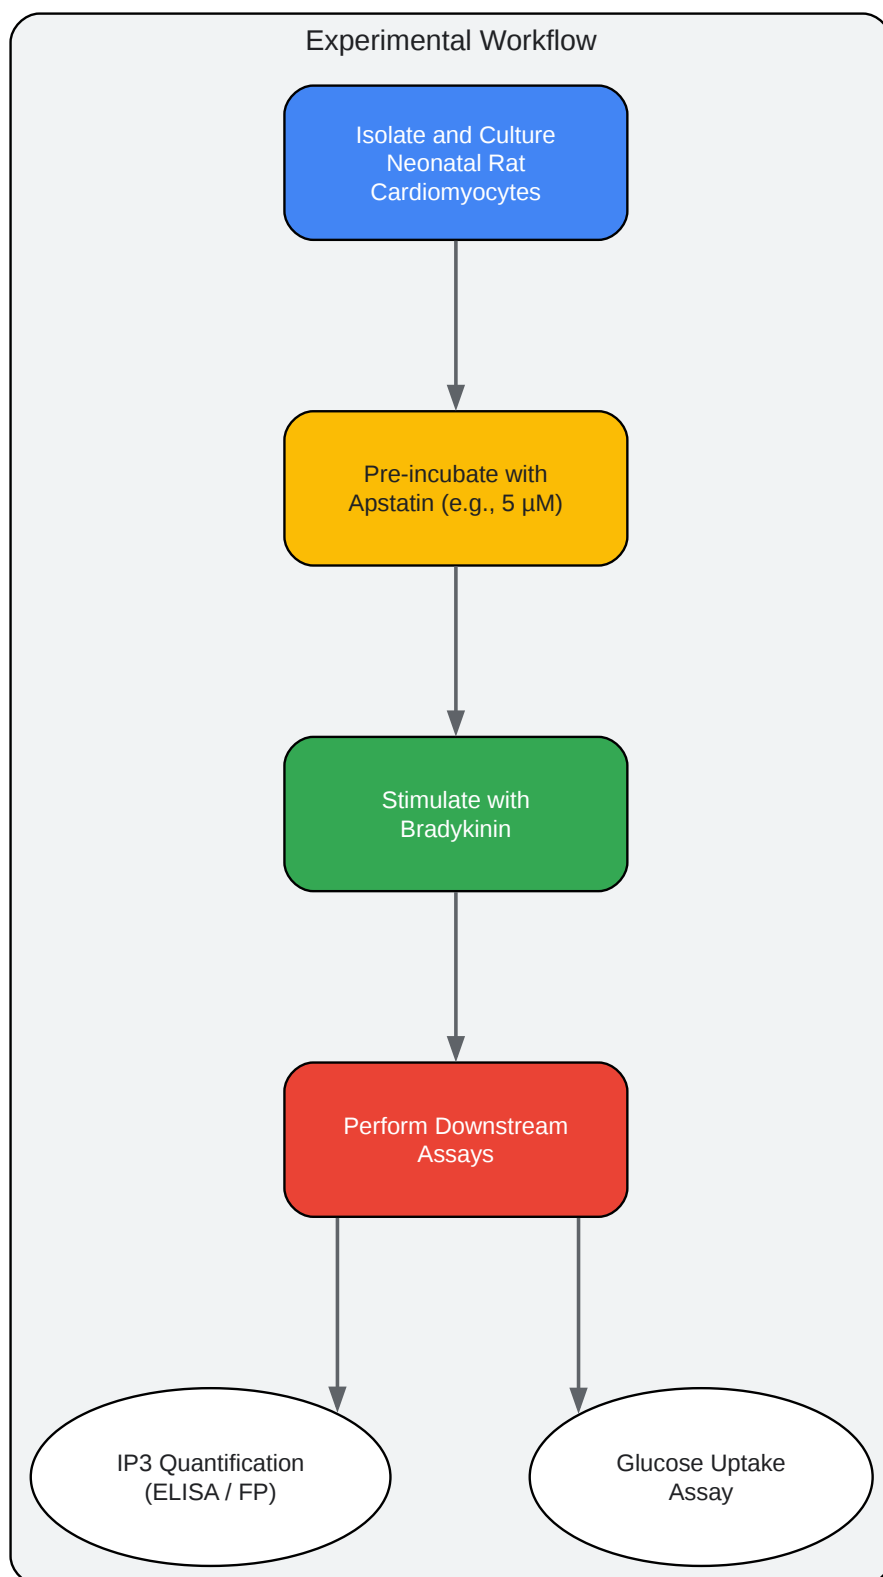 Experimental Workflow
Isolate and Culture
Neonatal Rat
Cardiomyocytes
Pre-incubate with
Apstatin (e.g., 5 µM)
Stimulate with
Bradykinin
Perform Downstream
Assays
IP3 Quantification
(ELISA / FP)
Glucose Uptake
Assay